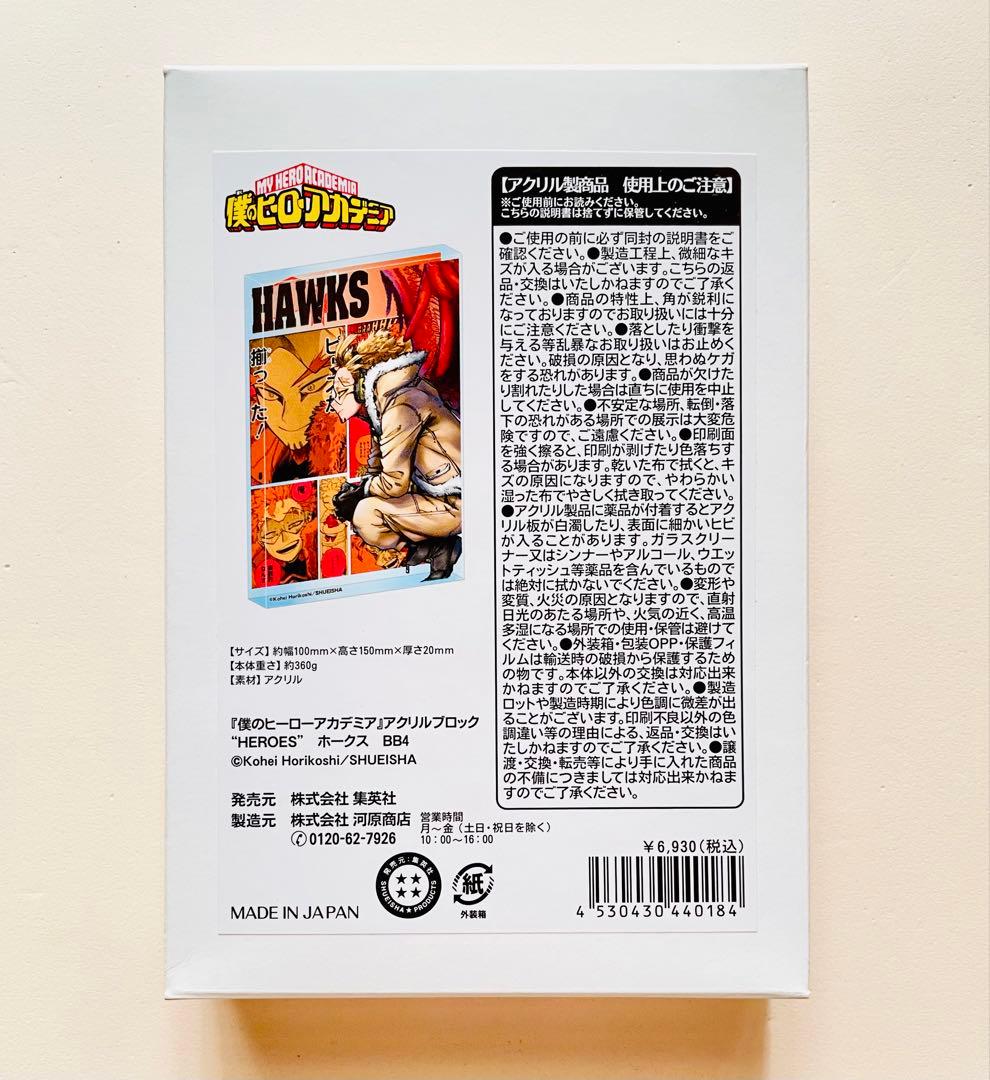 MY HERO ACADEMIA
僕のヒーローアカデミア
HAWKS
ビースな
揃った!
©Kohei Horikoshi/SHUEISHA
【サイズ】約幅100mm×高さ150mm×厚さ20mm
【本体重さ】約360g
【素材】アクリル
『僕のヒーローアカデミア』アクリルブロック
“HEROES” ホークス BB4
©Kohei Horikoshi/SHUEISHA
発売元 株式会社 集英社
製造元 株式会社 河原商店
0120-62-7926
営業時間
月〜金(土日・祝日を除く)
10:00〜16:00
発売元:集英社
SHUEISHA★PRODUCTS
紙
外装箱
MADE IN JAPAN
【アクリル製商品 使用上のご注意】
※ご使用前にお読みください。
こちらの説明書は捨てずに保管してください。
●ご使用の前に必ず同封の説明書をご
確認ください。●製造工程上、微細なキ
ズが入る場合がございます。こちらの返
品・交換はいたしかねますのでご了承く
ださい。●商品の特性上、角が鋭利に
なっておりますのでお取り扱いには十分
にご注意ください。●落としたり衝撃を
与える等乱暴なお取り扱いはお止めく
ださい。破損の原因となり、思わぬケガ
をする恐れがあります。●商品が欠けた
り割れたりした場合は直ちに使用を中止
してください。●不安定な場所、転倒・落
下の恐れがある場所での展示は大変危
険ですので、ご遠慮ください。●印刷面
を強く擦ると、印刷が剥げたり色落ちす
る場合があります。乾いた布で拭くと、キ
ズの原因になりますので、やわらかい
湿った布でやさしく拭き取ってください。
●アクリル製品に薬品が付着するとアク
リル板が白濁したり、表面に細かいヒビ
が入ることがあります。ガラスクリー
ナー又はシンナーやアルコール、ウエッ
トティッシュ等薬品を含んでいるもので
は絶対に拭かないでください。●変形や
変質、火災の原因となりますので、直射
日光のあたる場所や、火気の近く、高温
多湿になる場所での使用・保管は避けて
ください。●外装箱・包装OPP・保護フィ
ルムは輸送時の破損から保護するため
の物です。本体以外の交換は対応出来
かねますのでご了承ください。●製造
ロットや製造時期により色調に微差が出
ることがございます。印刷不良以外の色
調違い等の理由による、返品・交換はい
たしかねますのでご了承ください。●譲
渡・交換・転売等により手に入れた商品
の不備につきましては対応出来かねま
すのでご了承ください。
¥6,930(税込)
4 530430 440184